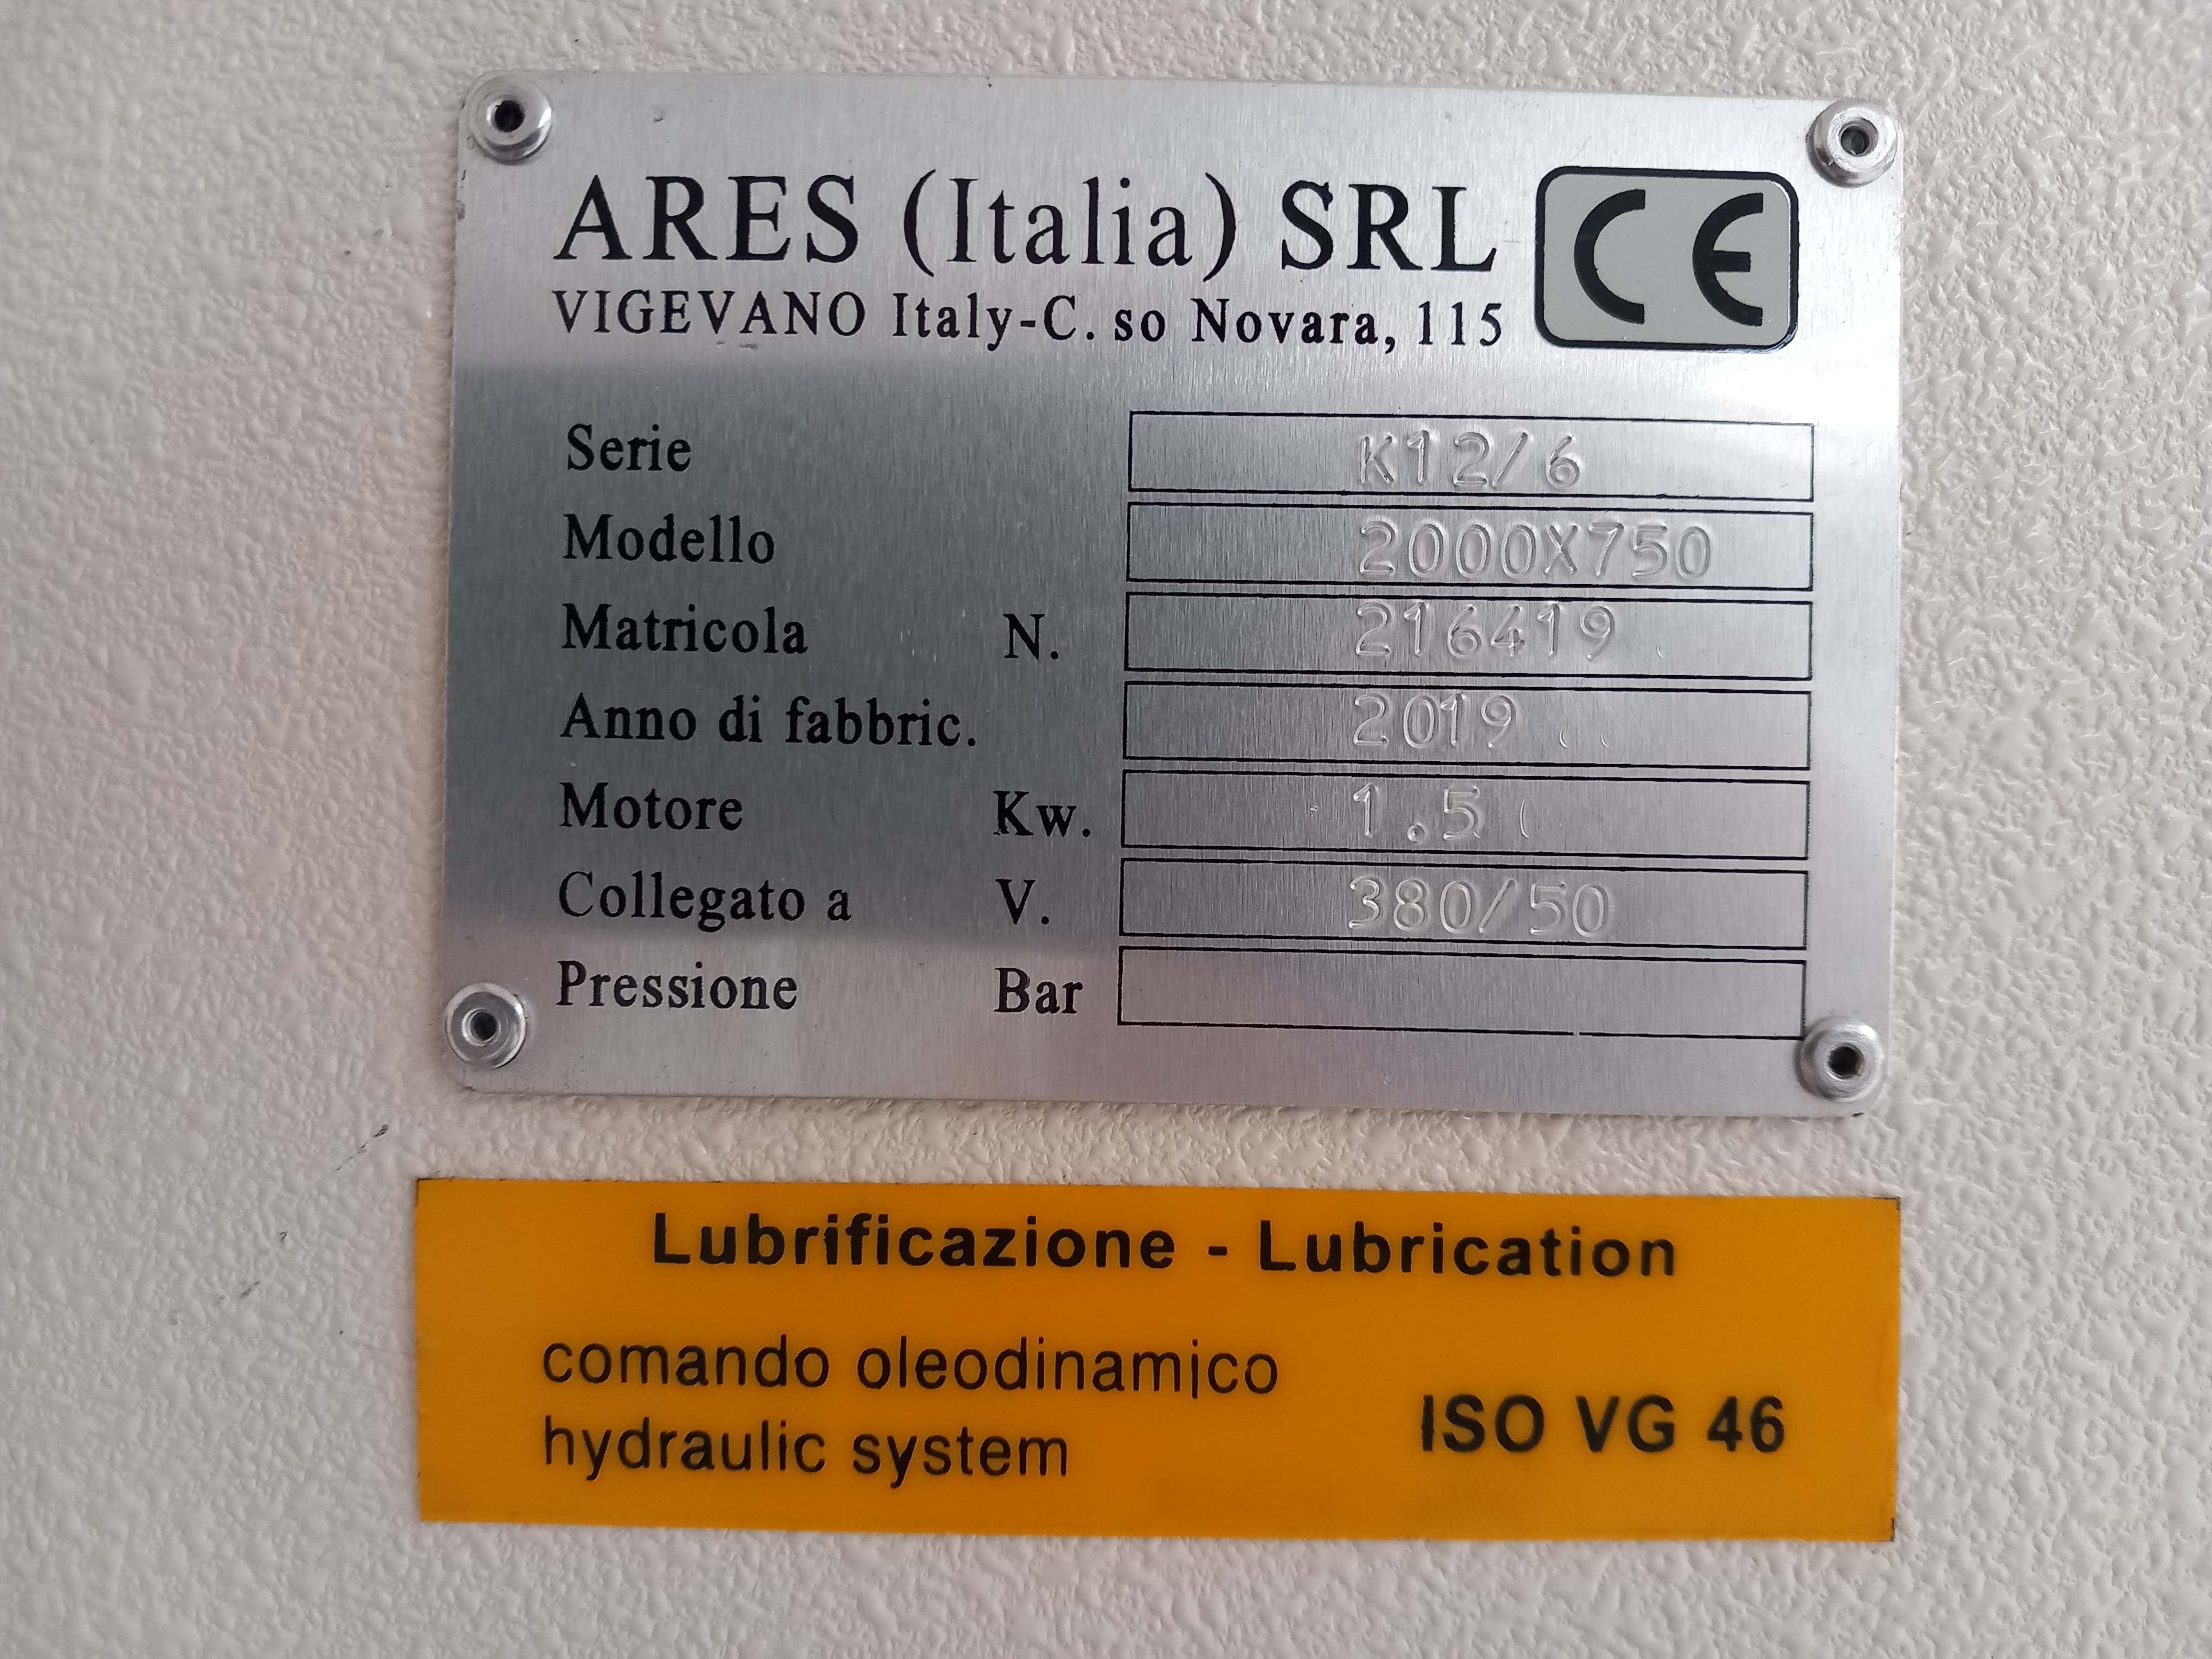 ARES (Italia) SRL CE
VIGEVANO Italy-C. so Novara, 115
Serie K12/6
Modello 2000X750
Matricola N. 216419
Anno di fabbric. 2019
Motore Kw. 1.5
Collegato a V. 380/50
Pressione Bar
Lubrificazione - Lubrication
comando oleodinamico
hydraulic system
ISO VG 46